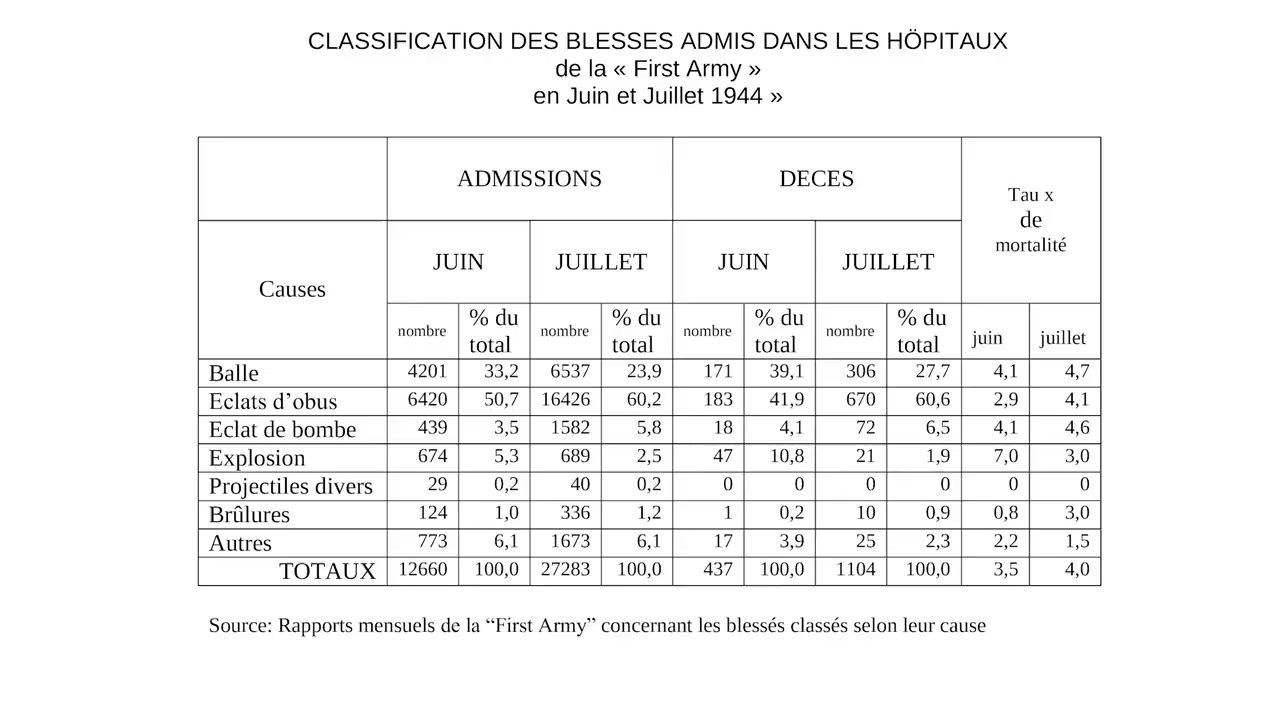 CLASSIFICATION DES BLESSES ADMIS DANS LES HÖPITAUX
de la « First Army »
en Juin et Juillet 1944 »
ADMISSIONS DECES Tau x
de
mortalité
Causes JUIN JUILLET JUIN JUILLET
nombre % du total nombre % du total nombre % du total nombre % du total juin juillet
Balle 4201 33,2 6537 23,9 171 39,1 306 27,7 4,1 4,7
Eclats d’obus 6420 50,7 16426 60,2 183 41,9 670 60,6 2,9 4,1
Eclat de bombe 439 3,5 1582 5,8 18 4,1 72 6,5 4,1 4,6
Explosion 674 5,3 689 2,5 47 10,8 21 1,9 7,0 3,0
Projectiles divers 29 0,2 40 0,2 0 0 0 0 0 0
Brûlures 124 1,0 336 1,2 1 0,2 10 0,9 0,8 3,0
Autres 773 6,1 1673 6,1 17 3,9 25 2,3 2,2 1,5
TOTAUX 12660 100,0 27283 100,0 437 100,0 1104 100,0 3,5 4,0
Source: Rapports mensuels de la “First Army” concernant les blessés classés selon leur cause